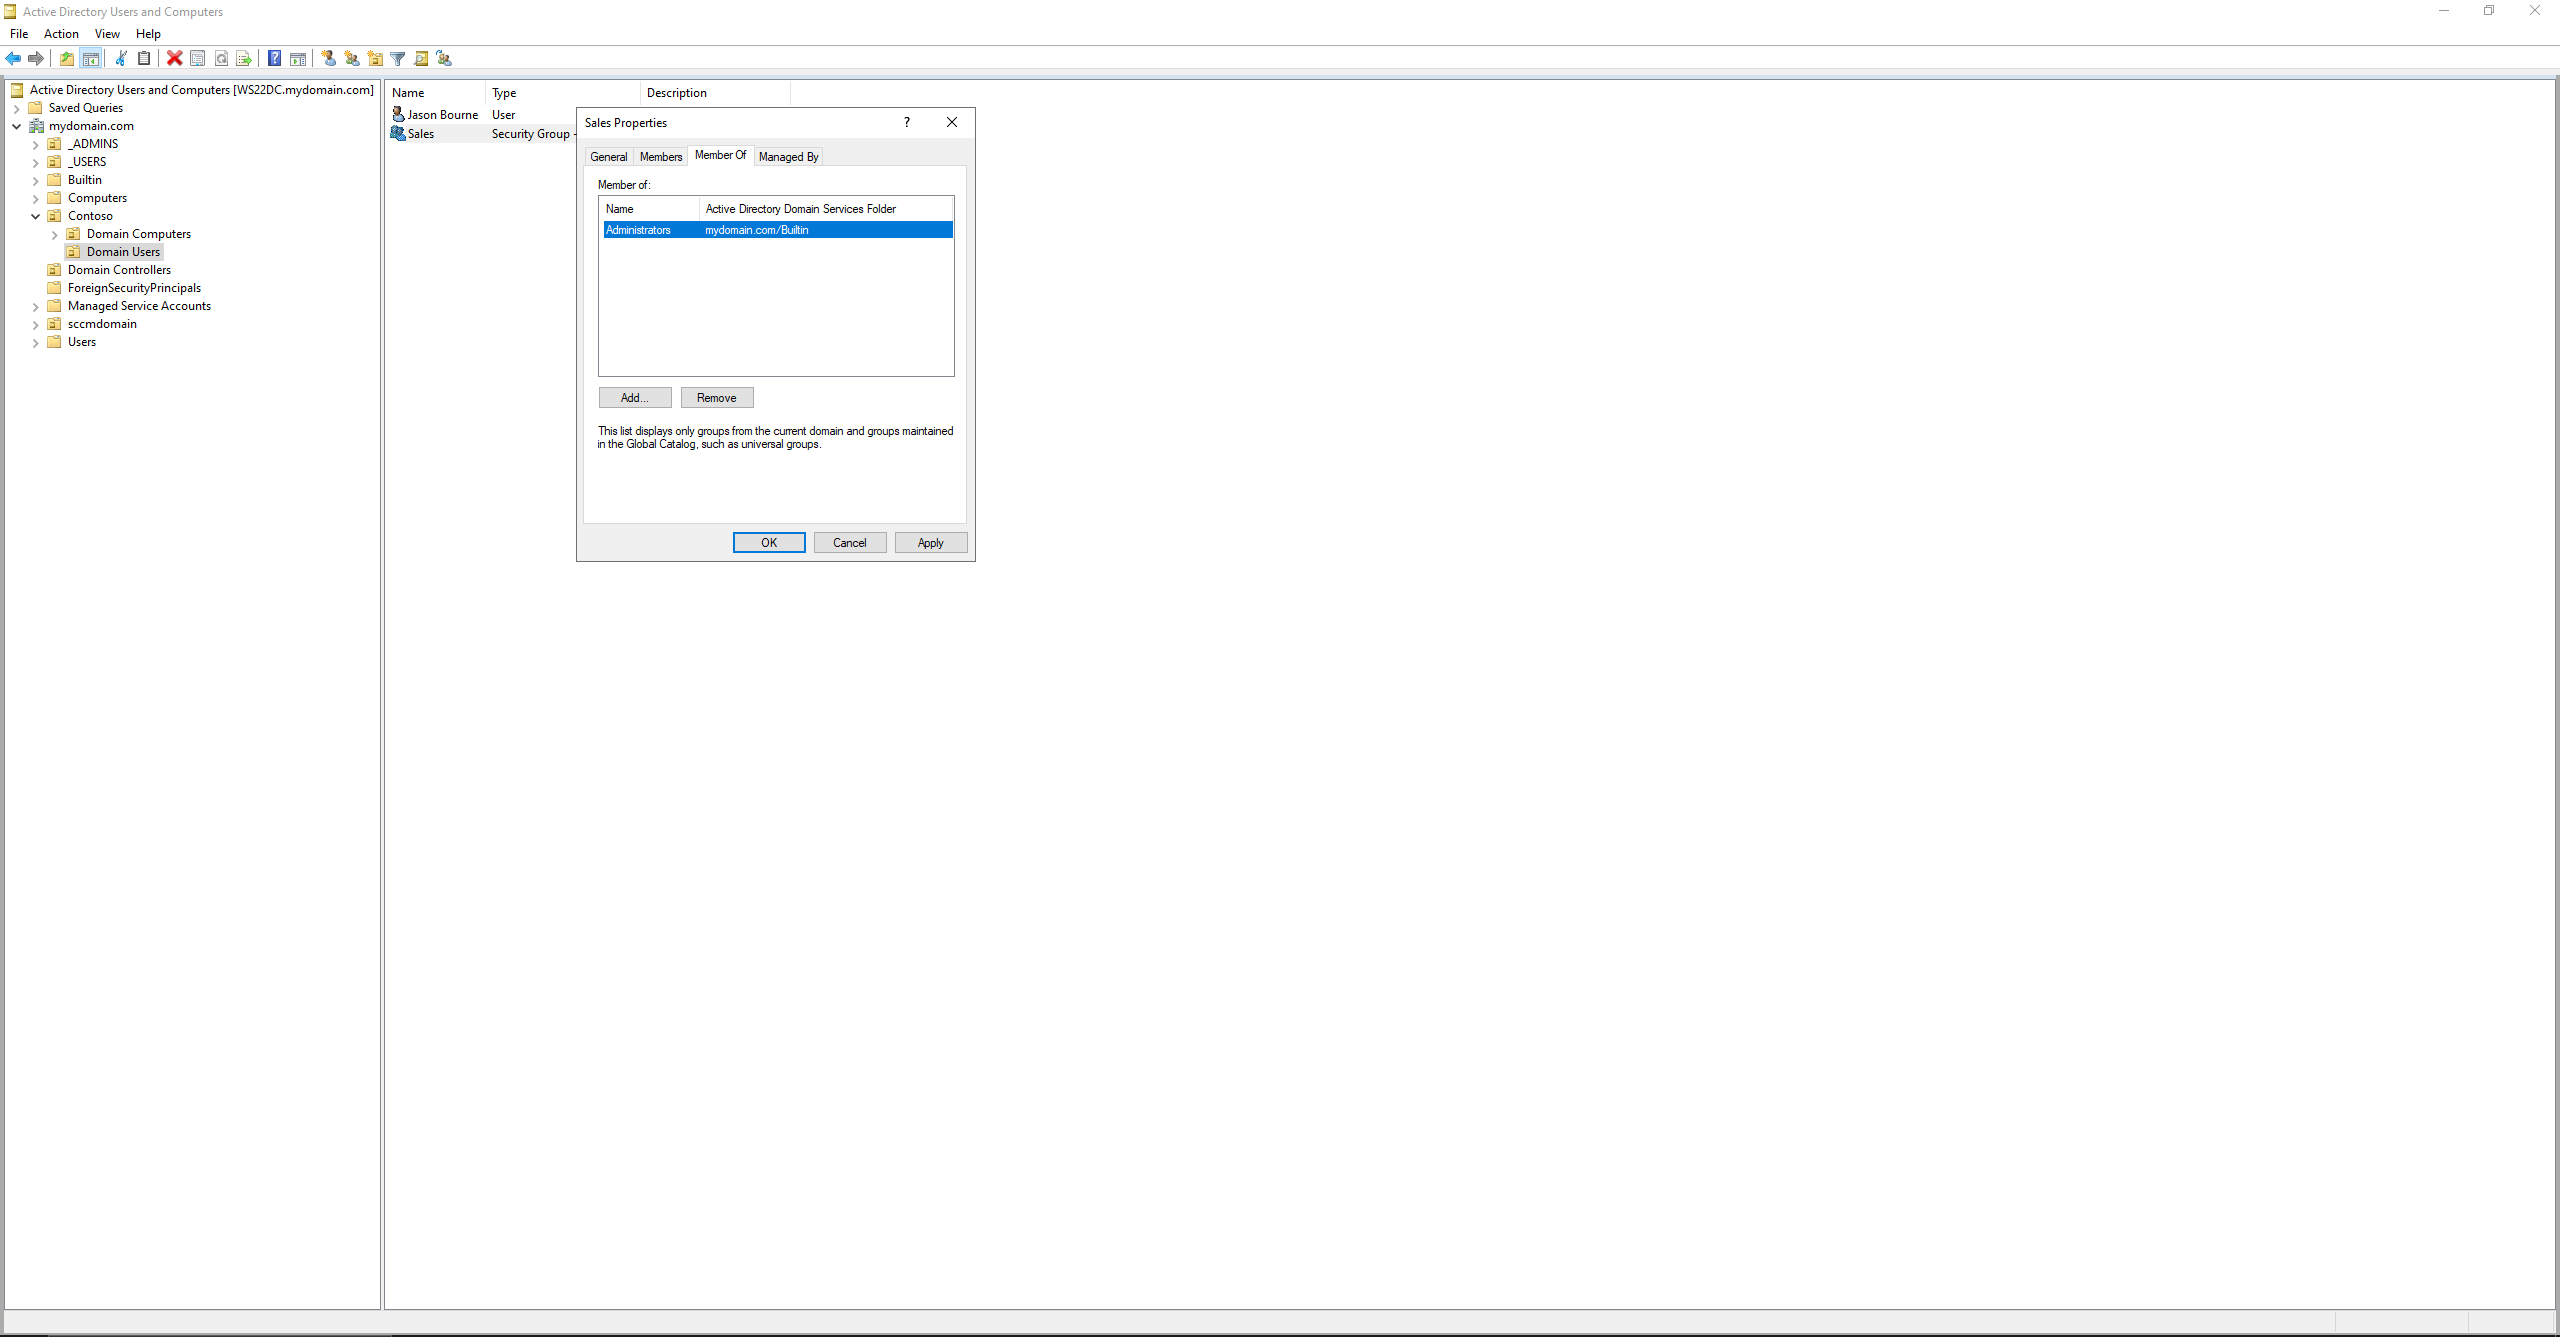 Active Directory Users and Computers
File Action View Help
Active Directory Users and Computers [WS22DC.mydomain.com]
Saved Queries
mydomain.com
_ADMINS
_USERS
Builtin
Computers
Contoso
Domain Computers
Domain Users
Domain Controllers
ForeignSecurityPrincipals
Managed Service Accounts
sccmdomain
Users
Name Type Description
Jason Bourne User
Sales Security Group -
Sales Properties
General Members Member Of Managed By
Member of:
Name Active Directory Domain Services Folder
Administrators mydomain.com/Builtin
Add... Remove
This list displays only groups from the current domain and groups maintained
in the Global Catalog, such as universal groups.
OK Cancel Apply